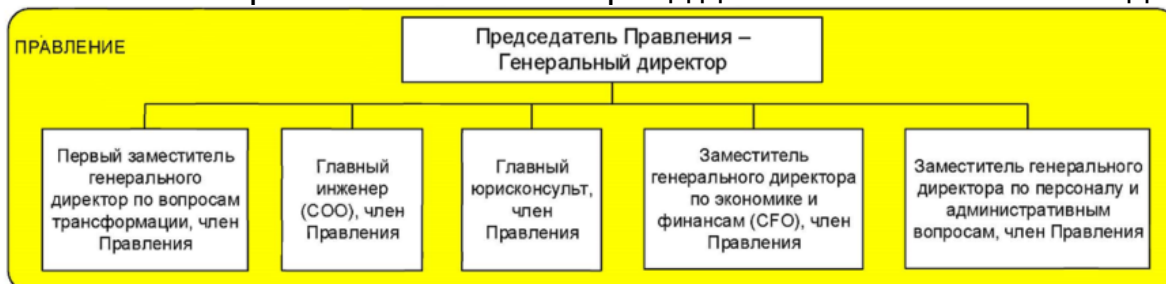 ПРАВЛЕНИЕ
Председатель Правления –
Генеральный директор
Первый заместитель
генерального
директор по вопросам
трансформации, член
Правления
Главный
инженер
(COO), член
Правления
Главный
юрисконсульт,
член
Правления
Заместитель
генерального директора
по экономике и
финансам (CFO), член
Правления
Заместитель генерального
директора по персоналу и
административным
вопросам, член Правления